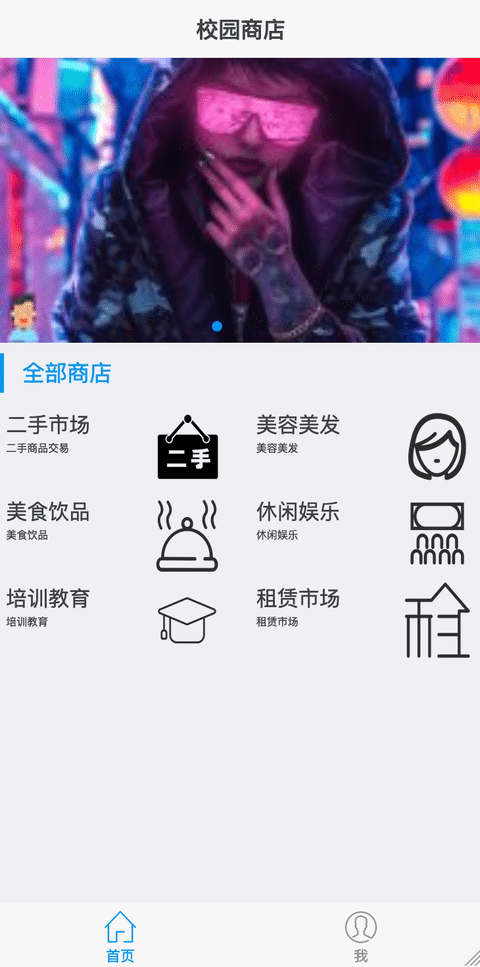 校园商店
全部商店
二手市场
二手商品交易
二手
美容美发
美容美发
美食饮品
美食饮品
休闲娱乐
休闲娱乐
培训教育
培训教育
租赁市场
租赁市场
租
首页
我